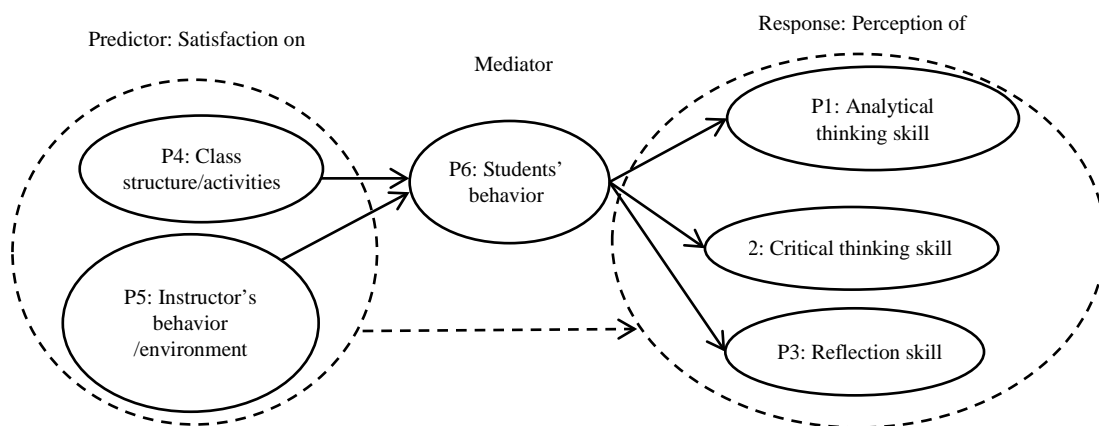 Predictor: Satisfaction on
Mediator
Response: Perception of
P4: Class
structure/activities
P5: Instructor’s
behavior
/environment
P6: Students’
behavior
P1: Analytical
thinking skill
2: Critical thinking skill
P3: Reflection skill